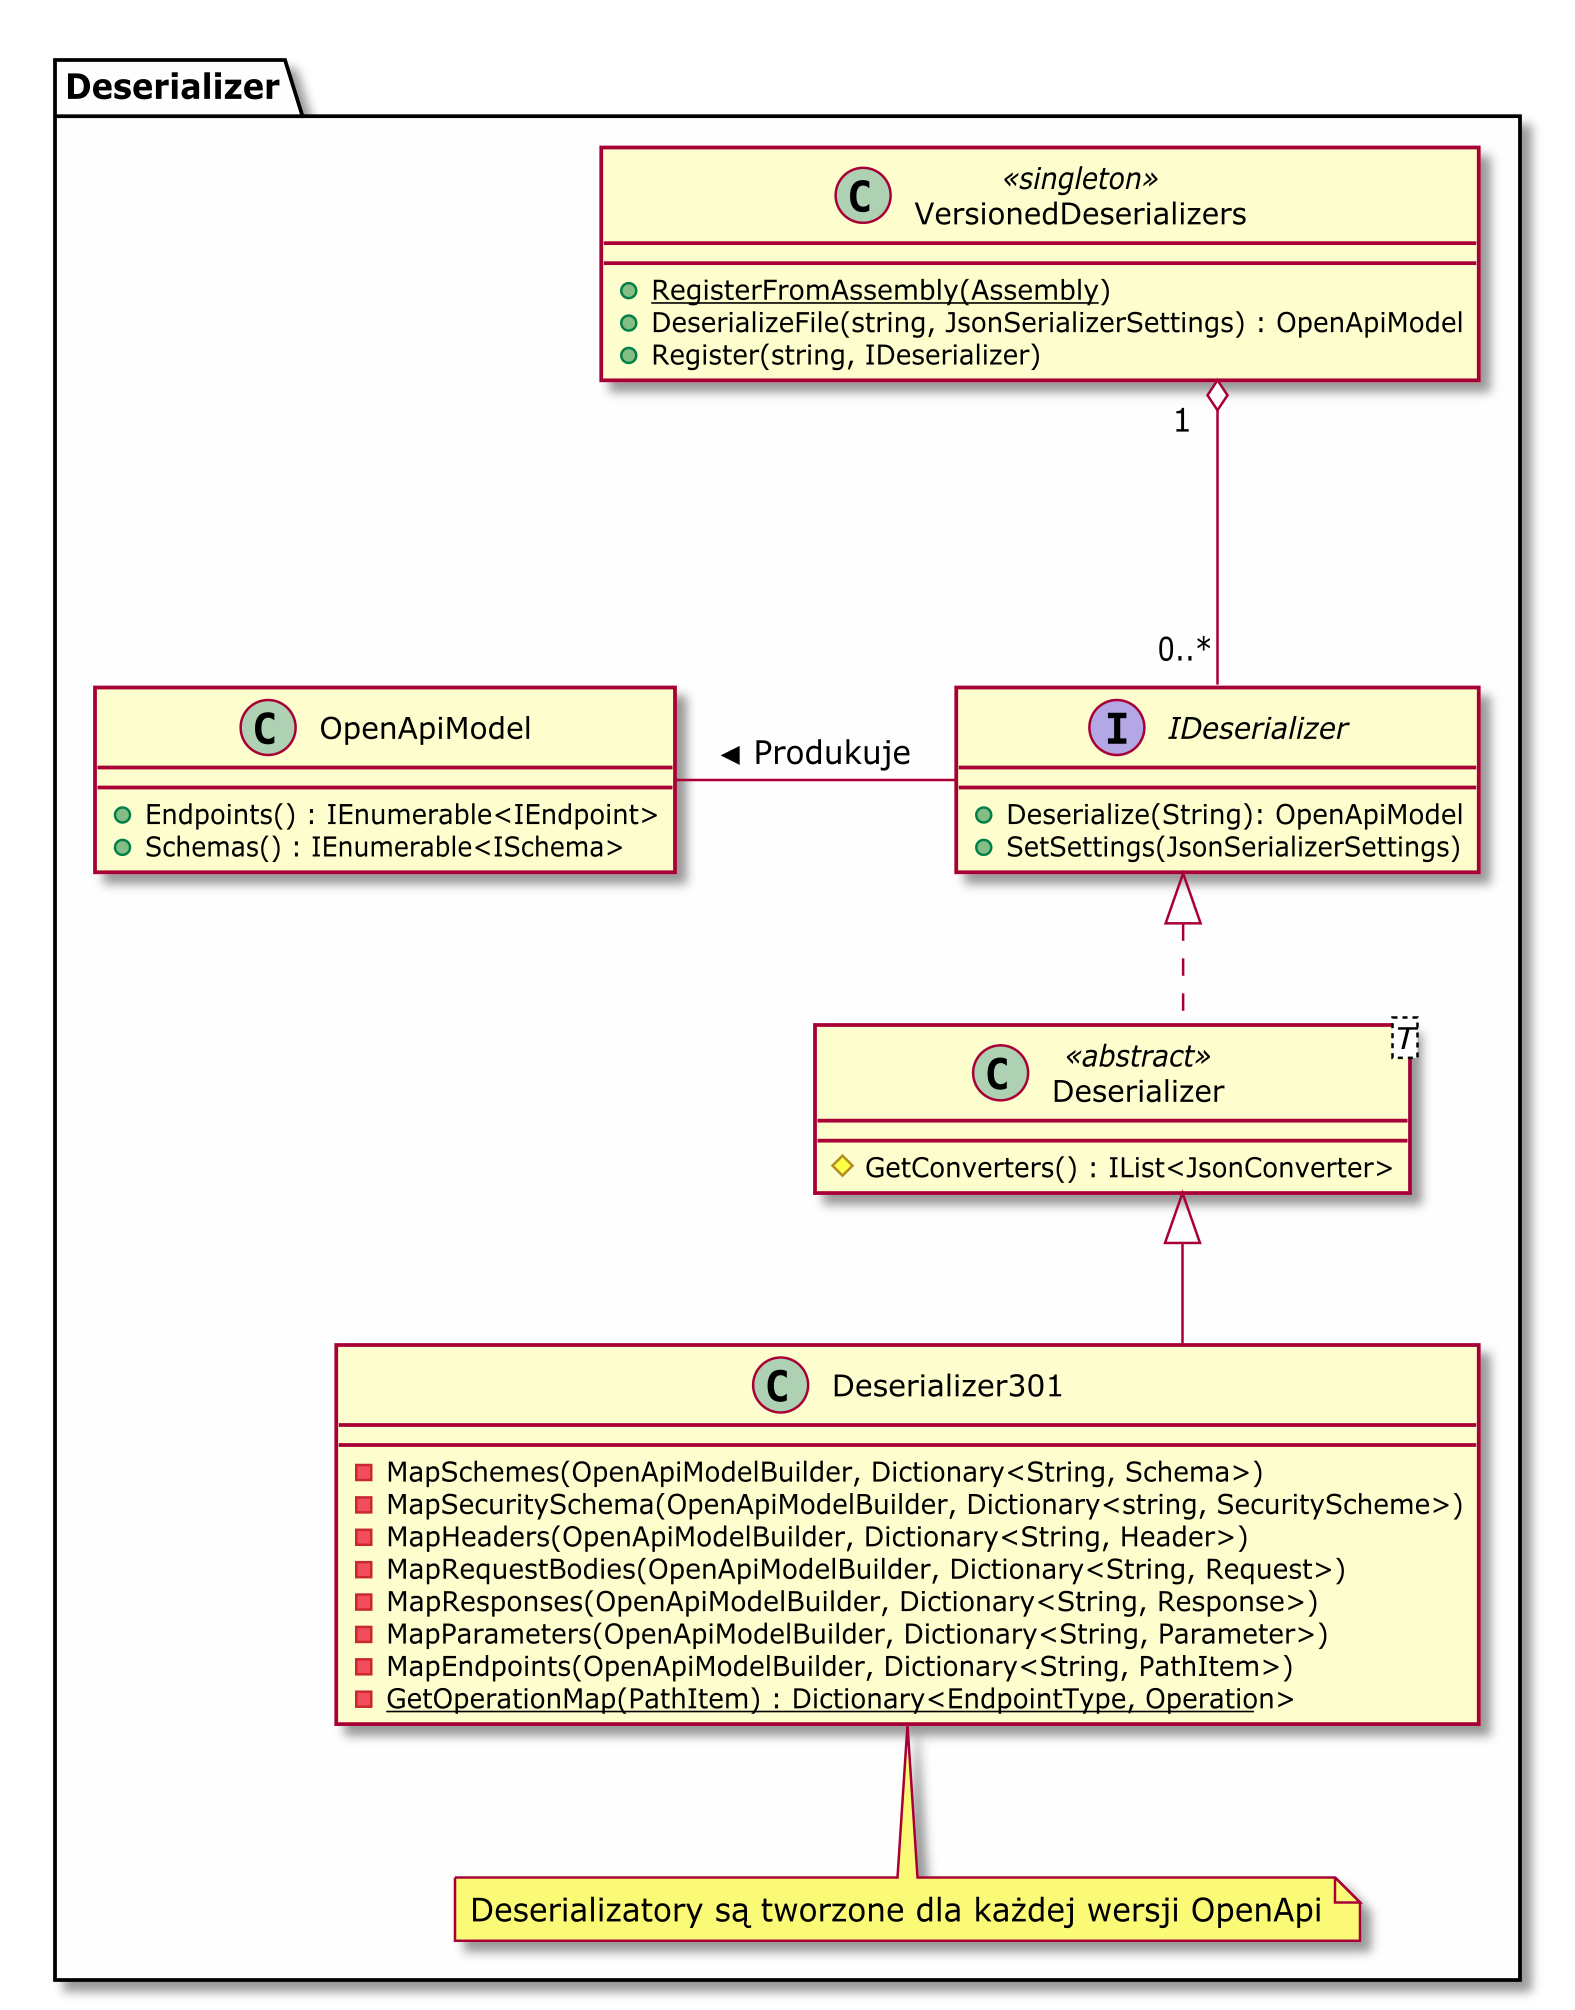 Deserializer
C
«singleton»
VersionedDeserializers
RegisterFromAssembly(Assembly)
DeserializeFile(string, JsonSerializerSettings) : OpenApiModel
Register(string, IDeserializer)
1
0..*
C OpenApiModel
Endpoints() : IEnumerable<IEndpoint>
Schemas() : IEnumerable<ISchema>
◄ Produkuje
I IDeserializer
Deserialize(String): OpenApiModel
SetSettings(JsonSerializerSettings)
T
C
«abstract»
Deserializer
GetConverters() : IList<JsonConverter>
C Deserializer301
MapSchemes(OpenApiModelBuilder, Dictionary<String, Schema>)
MapSecuritySchema(OpenApiModelBuilder, Dictionary<string, SecurityScheme>)
MapHeaders(OpenApiModelBuilder, Dictionary<String, Header>)
MapRequestBodies(OpenApiModelBuilder, Dictionary<String, Request>)
MapResponses(OpenApiModelBuilder, Dictionary<String, Response>)
MapParameters(OpenApiModelBuilder, Dictionary<String, Parameter>)
MapEndpoints(OpenApiModelBuilder, Dictionary<String, PathItem>)
GetOperationMap(PathItem) : Dictionary<EndpointType, Operation>
Deserializatory są tworzone dla każdej wersji OpenApi